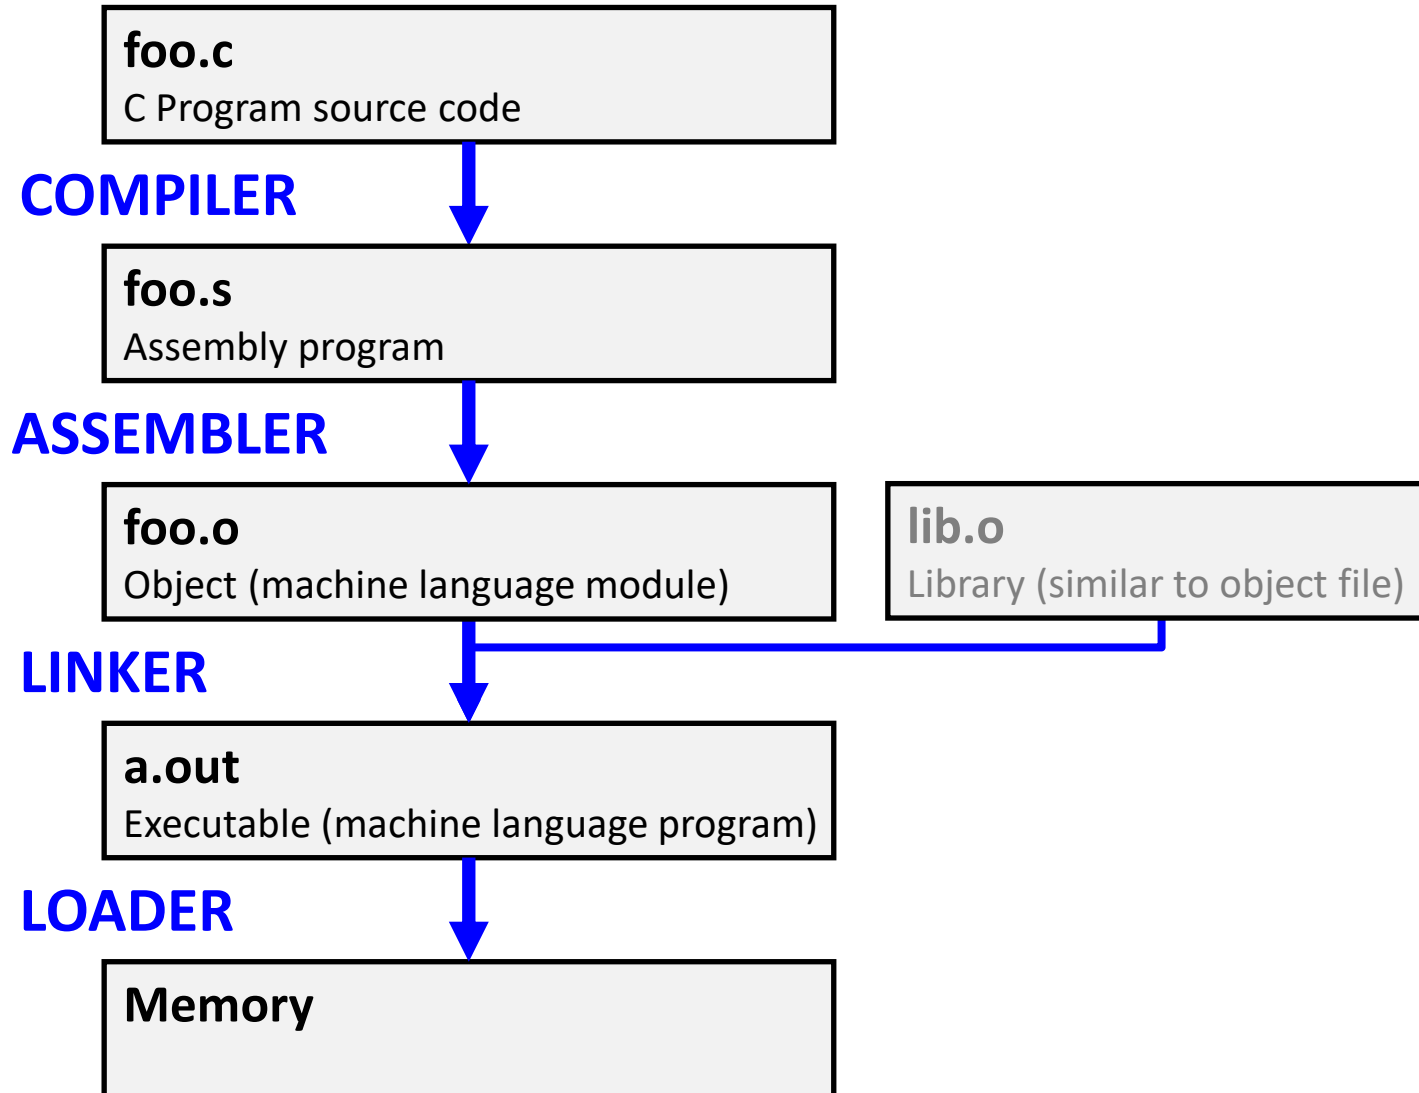 foo.c
C Program source code
COMPILER
foo.s
Assembly program
ASSEMBLER
foo.o
Object (machine language module)
lib.o
Library (similar to object file)
LINKER
a.out
Executable (machine language program)
LOADER
Memory